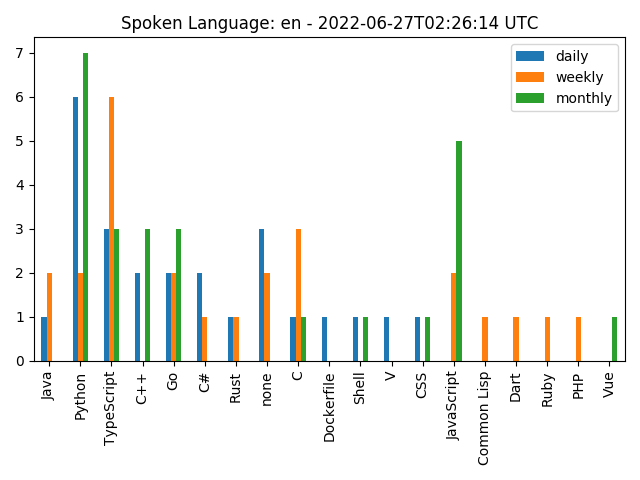 Spoken Language: en - 2022-06-27T02:26:14 UTC
daily
weekly
monthly
7
6
5
4
3
2
1
0
Java
Python
TypeScript
C++
Go
C#
Rust
none
C
Dockerfile
Shell
V
CSS
JavaScript
Common Lisp
Dart
Ruby
PHP
Vue